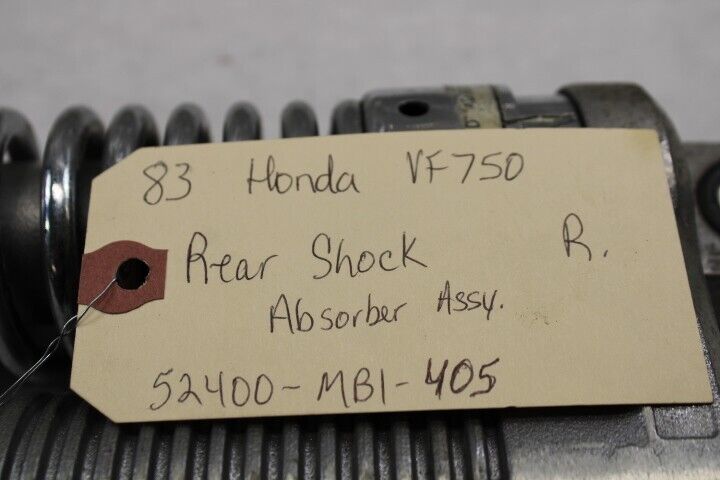 83 Honda VF750
Rear Shock R.
Absorber Assy.
52400-MB1-405